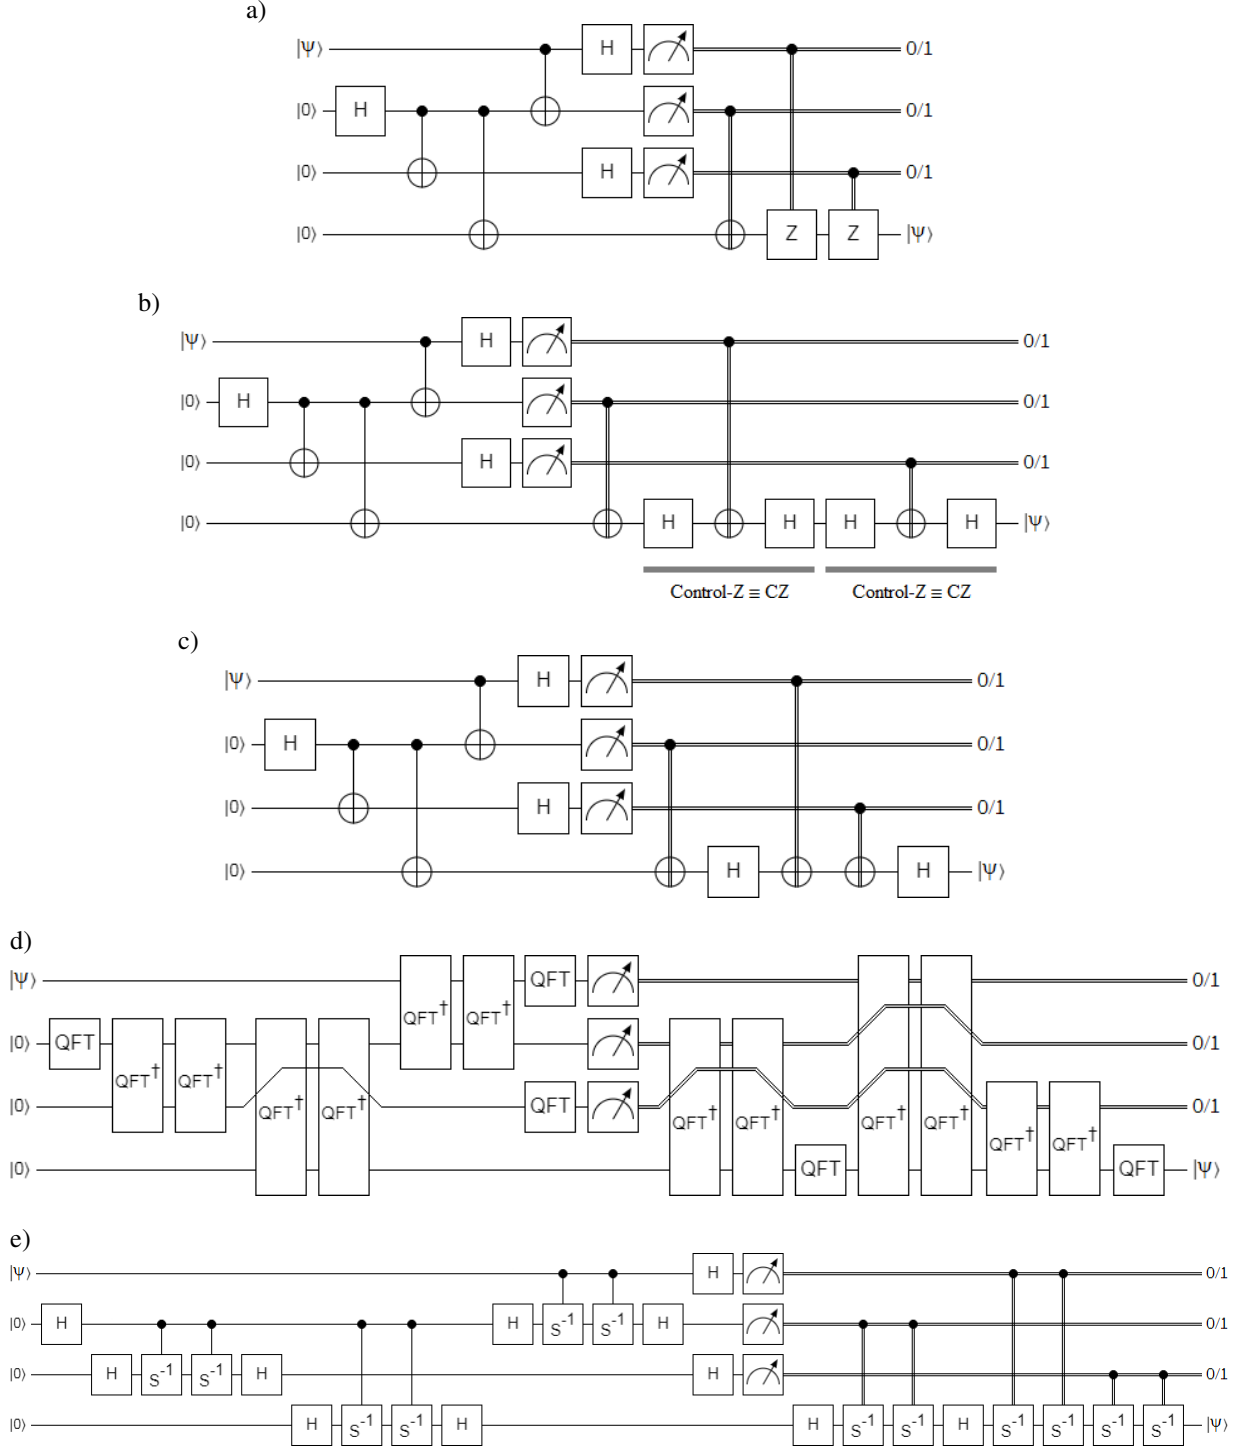 a)
|Ψ⟩ H 0/1
|0⟩ H 0/1
|0⟩ H 0/1
|0⟩ Z Z |Ψ⟩
b)
|Ψ⟩ H 0/1
|0⟩ H 0/1
|0⟩ H 0/1
|0⟩ H H H H |Ψ⟩
Control-Z ≡ CZ Control-Z ≡ CZ
c)
|Ψ⟩ H 0/1
|0⟩ H 0/1
|0⟩ H 0/1
|0⟩ H H |Ψ⟩
d)
|Ψ⟩ QFT† QFT† QFT 0/1
|0⟩ QFT QFT† QFT† 0/1
|0⟩ QFT† QFT† QFT QFT† QFT† QFT† QFT† QFT† QFT† 0/1
|0⟩ QFT QFT |Ψ⟩
e)
|Ψ⟩ H 0/1
|0⟩ H H S⁻¹ S⁻¹ H 0/1
|0⟩ H S⁻¹ S⁻¹ H H 0/1
|0⟩ H S⁻¹ S⁻¹ H H S⁻¹ S⁻¹ H S⁻¹ S⁻¹ S⁻¹ S⁻¹ |Ψ⟩